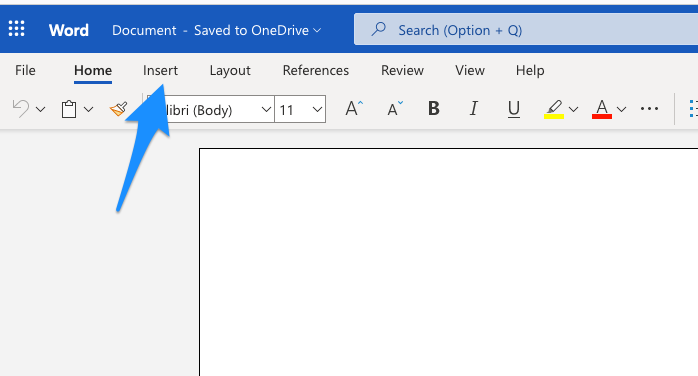 Word Document - Saved to OneDrive Search (Option + Q)
File Home Insert Layout References Review View Help
libri (Body) 11 A A B I U A